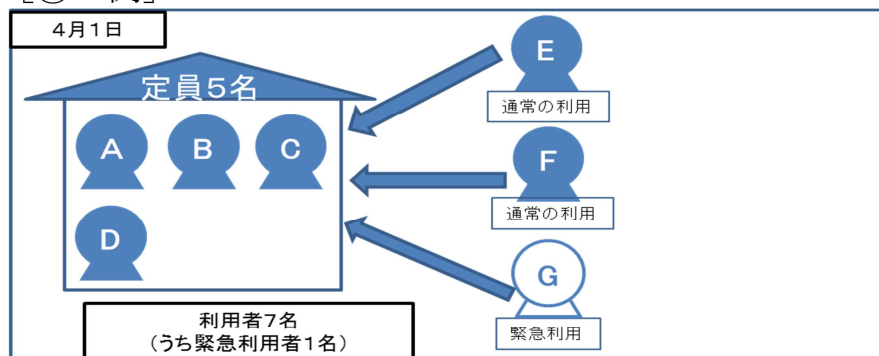 4月1日
定員5名
A
B
C
D
E
通常の利用
F
通常の利用
G
緊急利用
利用者7名
(うち緊急利用者1名)